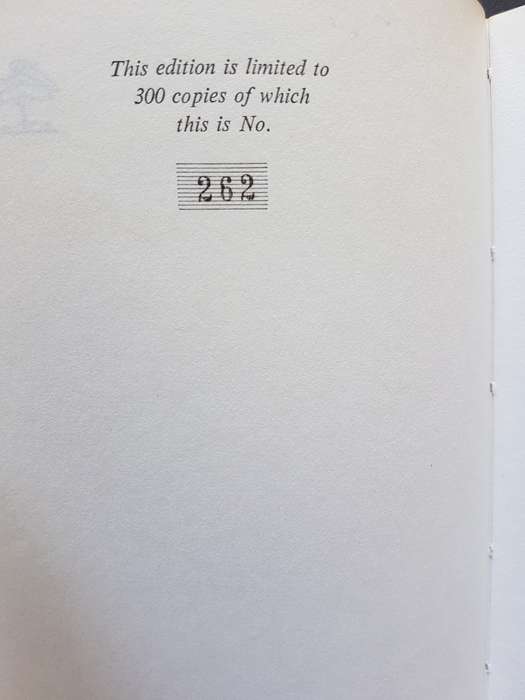 This edition is limited to
300 copies of which
this is No.
262